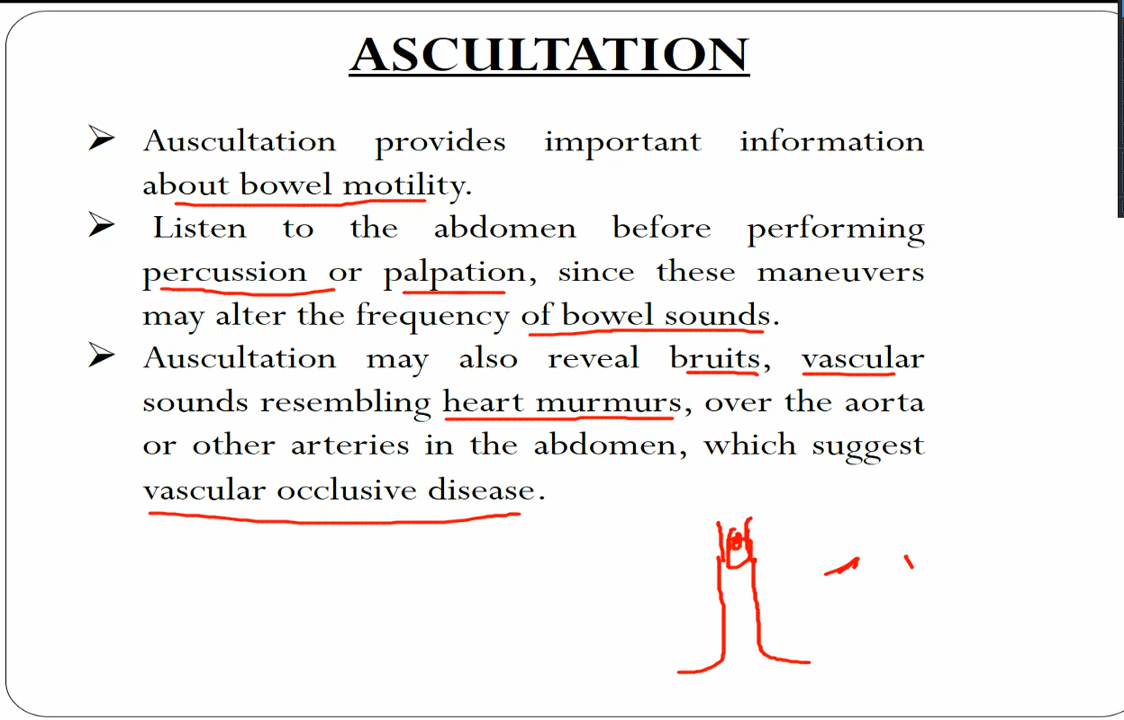 ASCULTATION
Auscultation provides important information
about bowel motility.
Listen to the abdomen before performing
percussion or palpation, since these maneuvers
may alter the frequency of bowel sounds.
Auscultation may also reveal bruits, vascular
sounds resembling heart murmurs, over the aorta
or other arteries in the abdomen, which suggest
vascular occlusive disease.